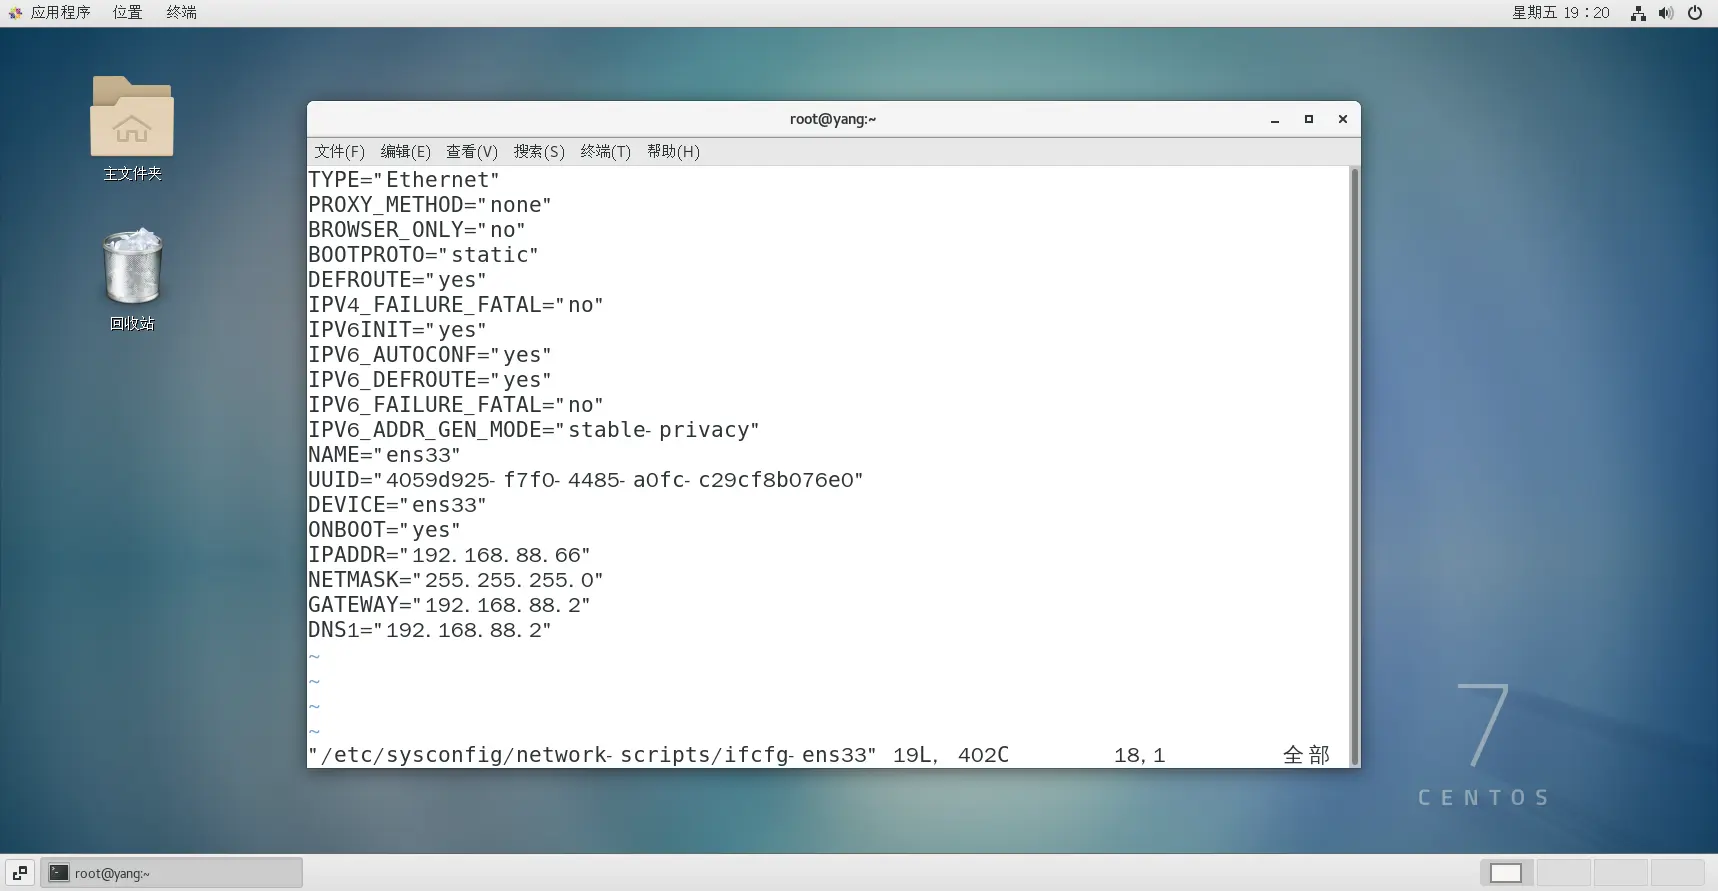 应用程序 位置 终端 星期五 19：20
主文件夹
回收站
root@yang:~
文件(F) 编辑(E) 查看(V) 搜索(S) 终端(T) 帮助(H)
TYPE="Ethernet"
PROXY_METHOD="none"
BROWSER_ONLY="no"
BOOTPROTO="static"
DEFROUTE="yes"
IPV4_FAILURE_FATAL="no"
IPV6INIT="yes"
IPV6_AUTOCONF="yes"
IPV6_DEFROUTE="yes"
IPV6_FAILURE_FATAL="no"
IPV6_ADDR_GEN_MODE="stable-privacy"
NAME="ens33"
UUID="4059d925-f7f0-4485-a0fc-c29cf8b076e0"
DEVICE="ens33"
ONBOOT="yes"
IPADDR="192.168.88.66"
NETMASK="255.255.255.0"
GATEWAY="192.168.88.2"
DNS1="192.168.88.2"
~
~
~
~
"/etc/sysconfig/network-scripts/ifcfg-ens33" 19L, 402C 18,1 全部
7
CENTOS
root@yang:~